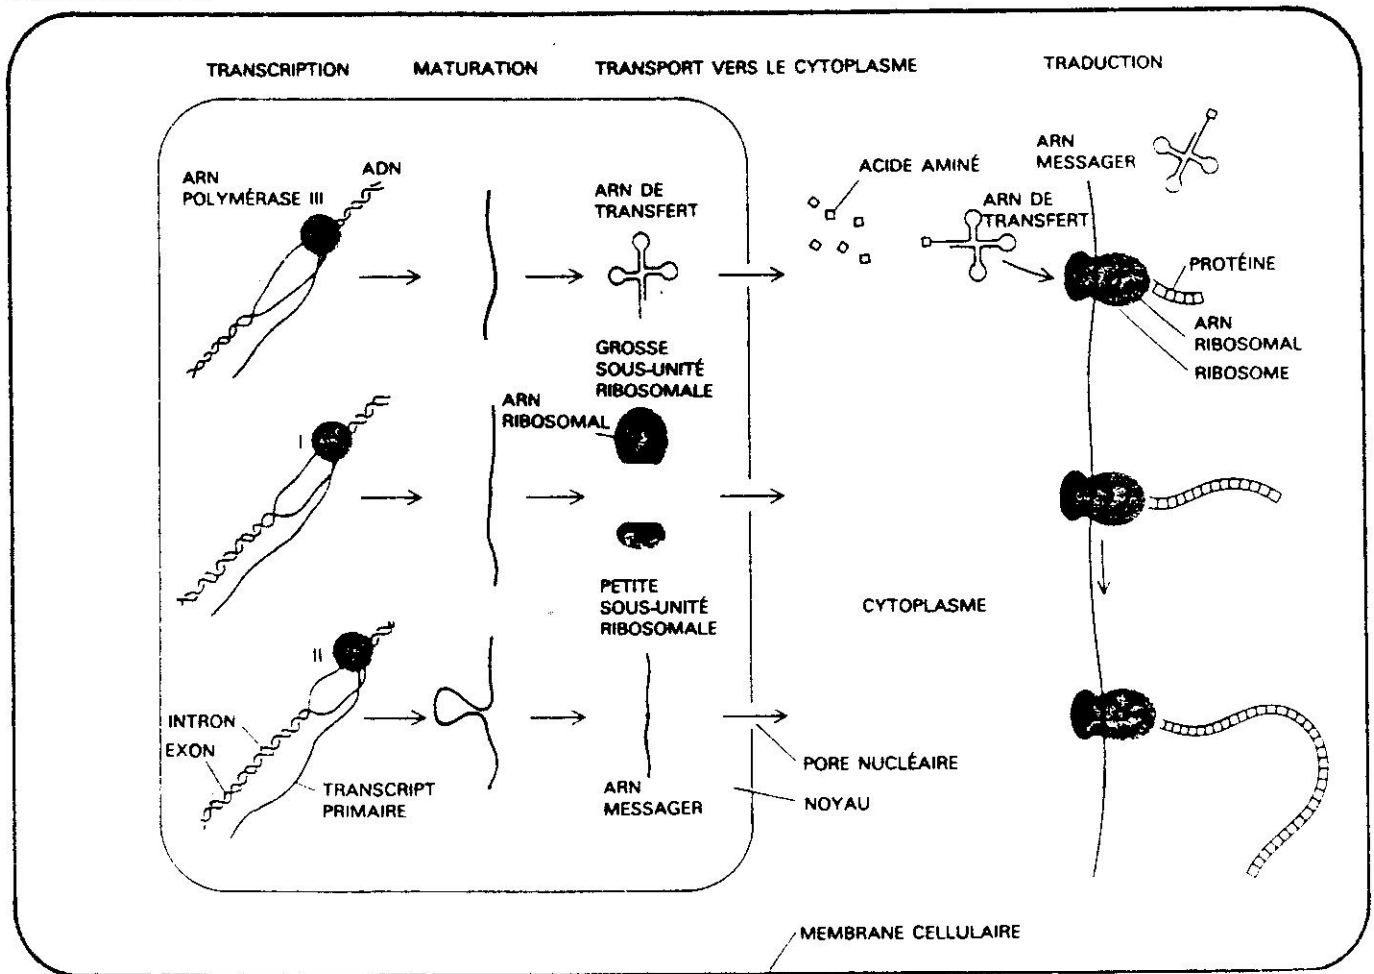 TRANSCRIPTION
MATURATION
TRANSPORT VERS LE CYTOPLASME
TRADUCTION
ARN
POLYMÉRASE III
ADN
ARN DE
TRANSFERT
ACIDE AMINÉ
ARN DE
TRANSFERT
ARN
MESSAGER
PROTÉINE
ARN
RIBOSOMAL
RIBOSOME
GROSSE
SOUS-UNITÉ
RIBOSOMALE
ARN
RIBOSOMAL
I
PETITE
SOUS-UNITÉ
RIBOSOMALE
CYTOPLASME
II
INTRON
EXON
TRANSCRIPT
PRIMAIRE
ARN
MESSAGER
PORE NUCLÉAIRE
NOYAU
MEMBRANE CELLULAIRE